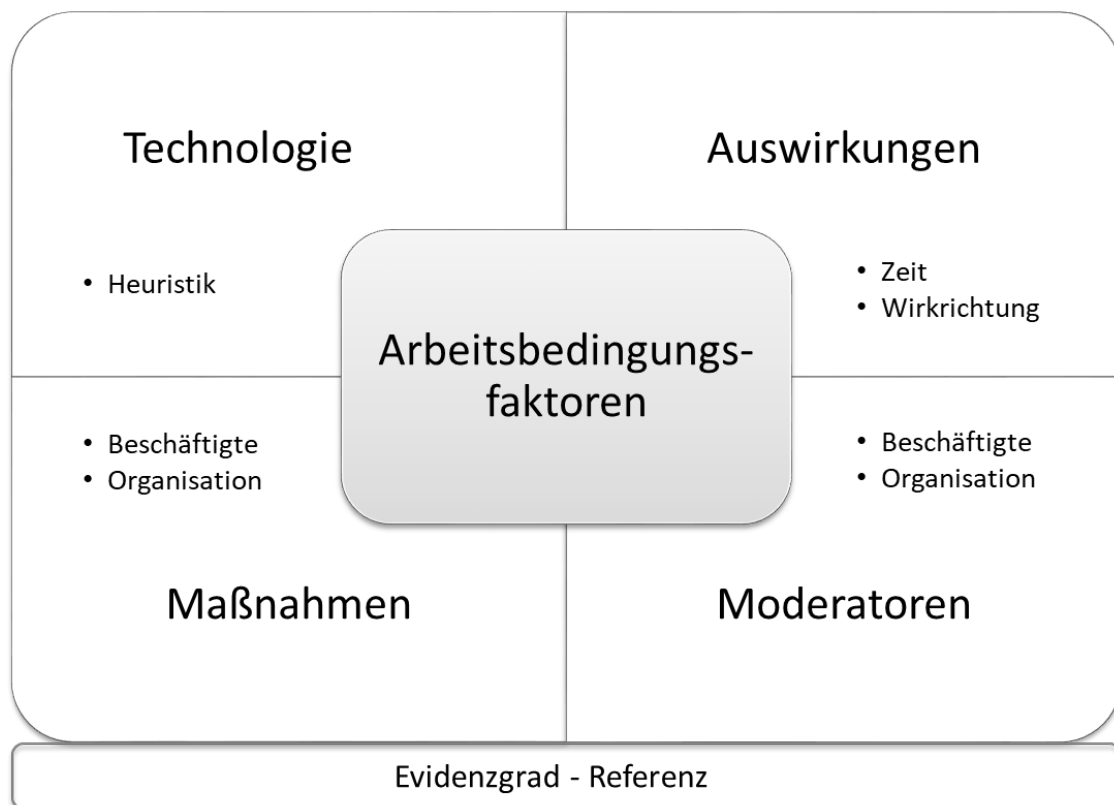 Technologie
• Heuristik
Auswirkungen
• Zeit
• Wirkrichtung
Arbeitsbedingungs-
faktoren
• Beschäftigte
• Organisation
Maßnahmen
• Beschäftigte
• Organisation
Moderatoren
Evidenzgrad - Referenz